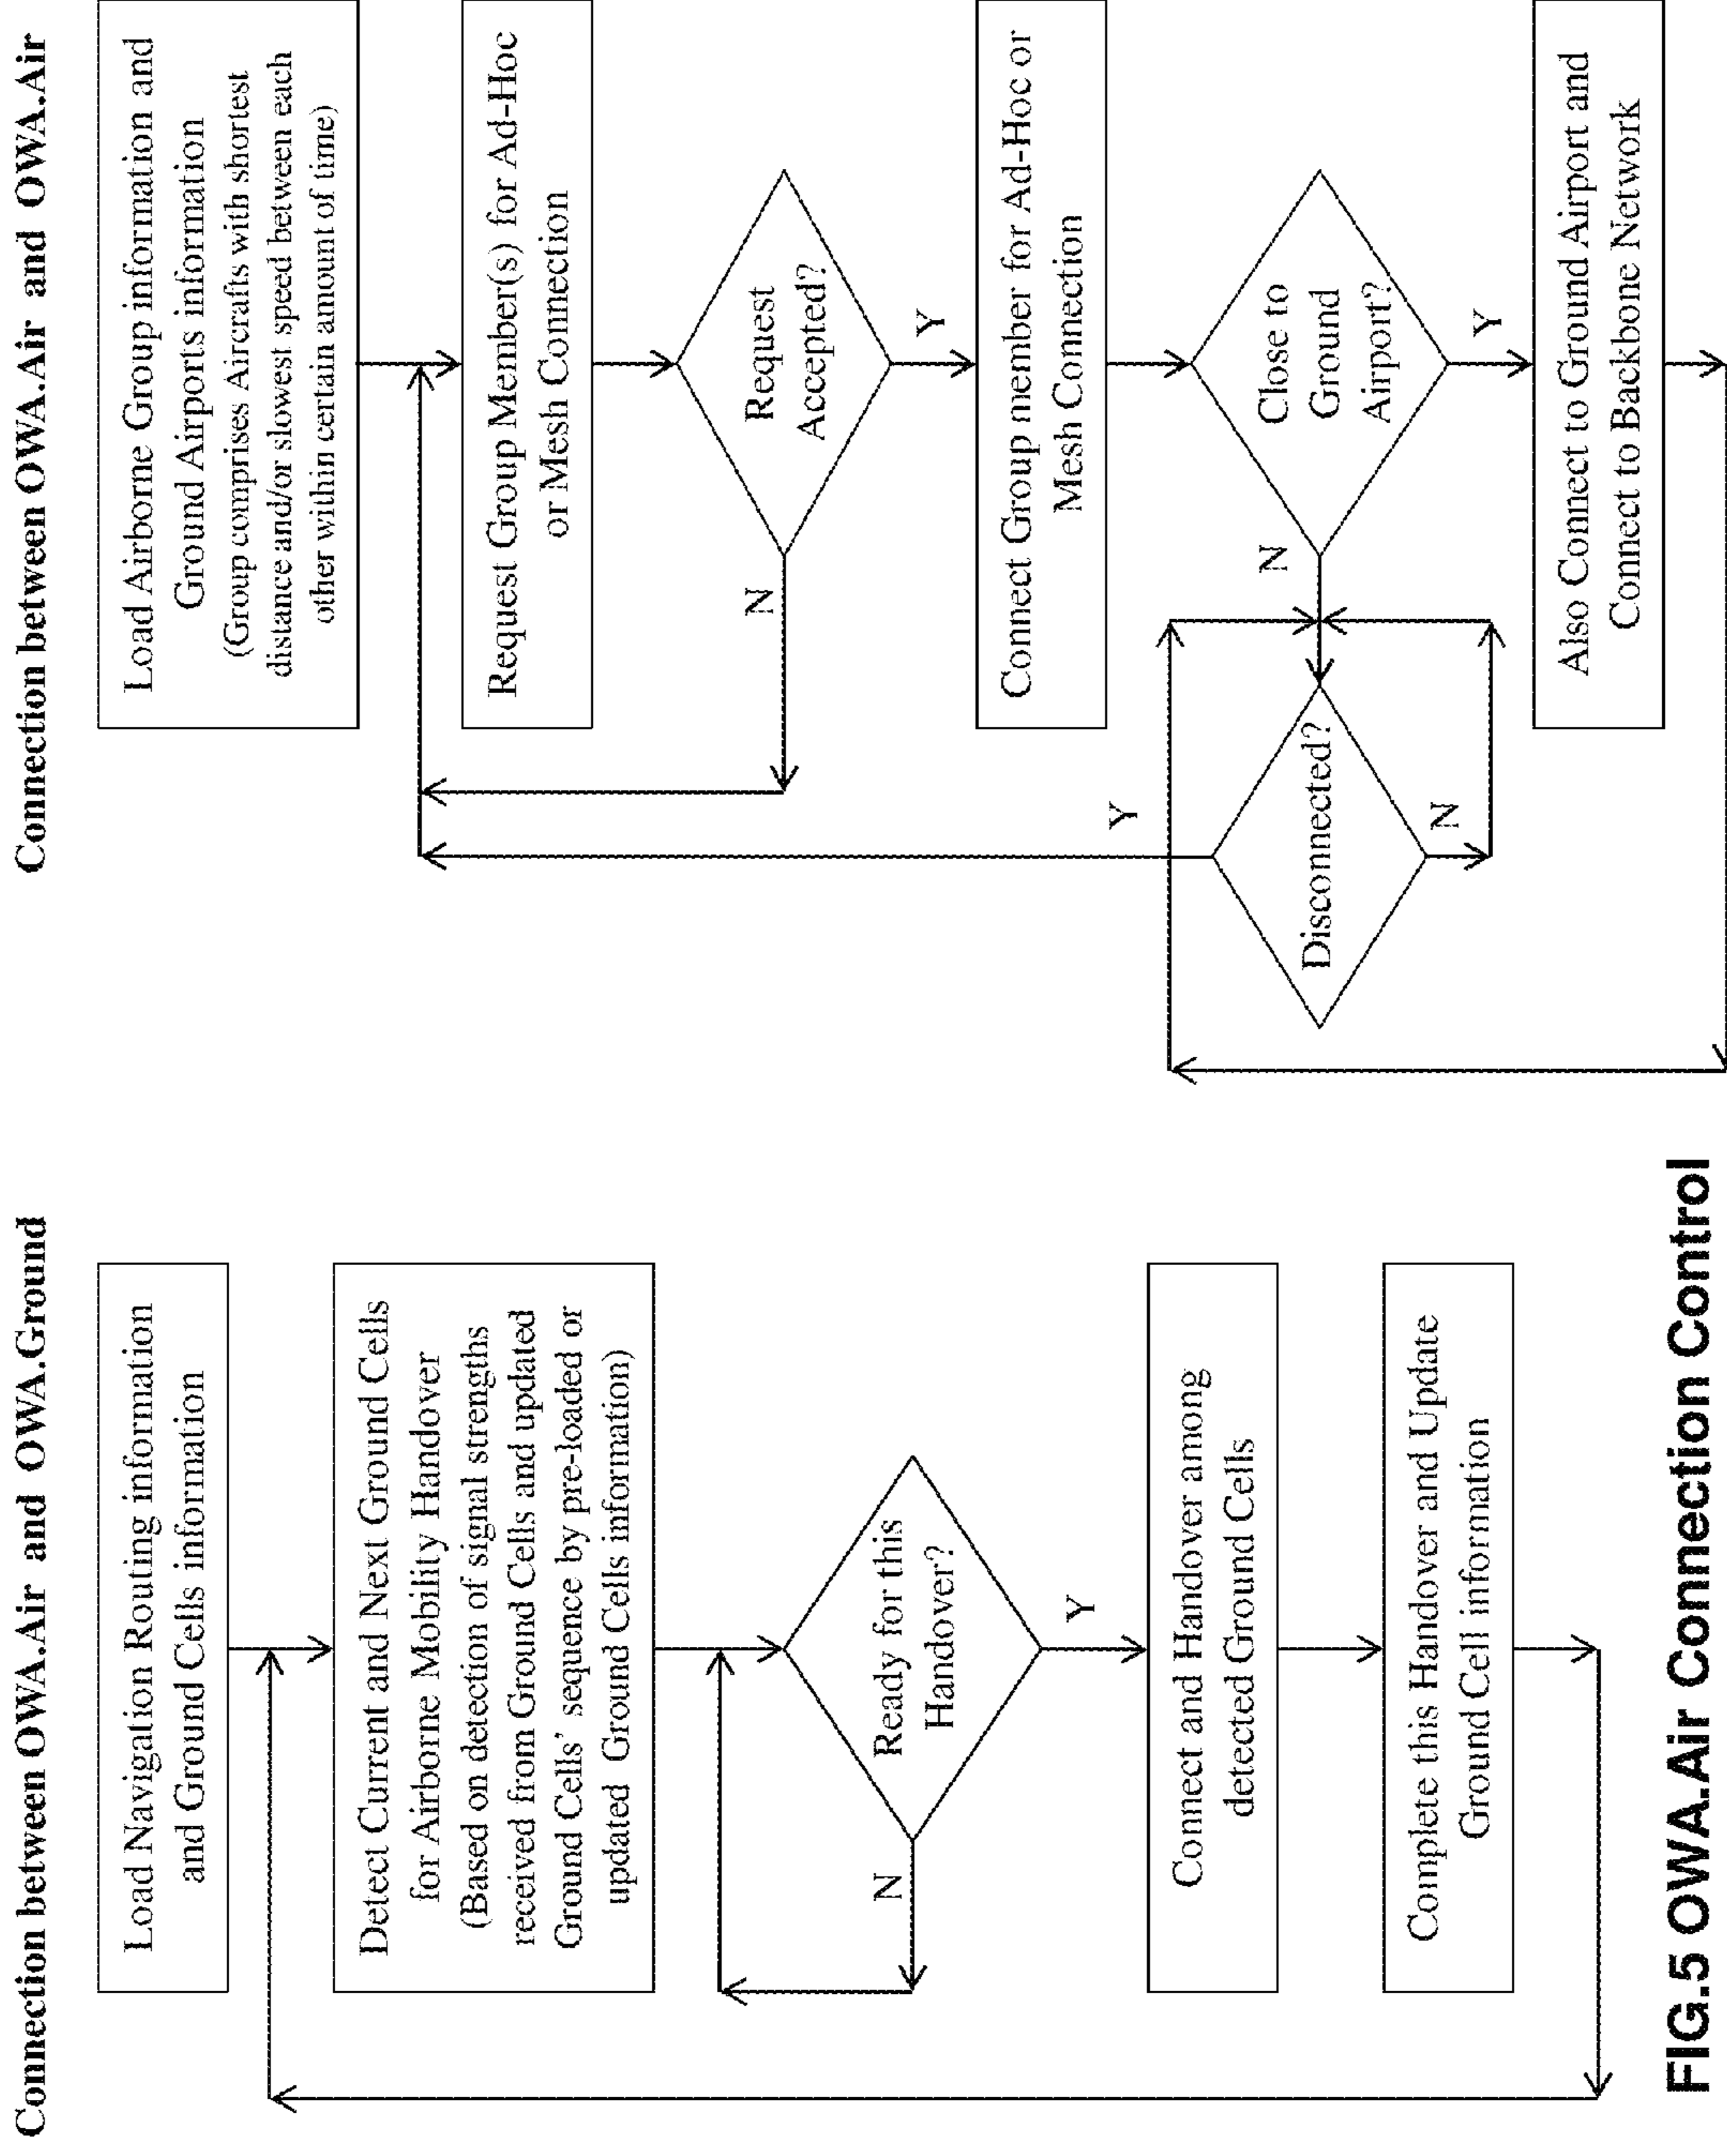 Connection between OWA.Air and OWA.Ground
Load Navigation Routing information
and Ground Cells information
Detect Current and Next Ground Cells
for Airborne Mobility Handover
(Based on detection of signal strengths
received from Ground Cells and updated
Ground Cells' sequence by pre-loaded or
updated Ground Cells information)
Ready for this
Handover?
N
Y
Connect and Handover among
detected Ground Cells
Complete this Handover and Update
Ground Cell information
Connection between OWA.Air and OWA.Air
Load Airborne Group information and
Ground Airports information
(Group comprises Aircrafts with shortest
distance and/or slowest speed between each
other within certain amount of time)
Request Group Member(s) for Ad-Hoc
or Mesh Connection
Request
Accepted?
N
Y
Connect Group member for Ad-Hoc or
Mesh Connection
Close to
Ground
Airport?
N
Y
Disconnected?
Y
N
Also Connect to Ground Airport and
Connect to Backbone Network
FIG.5 OWA.Air Connection Control